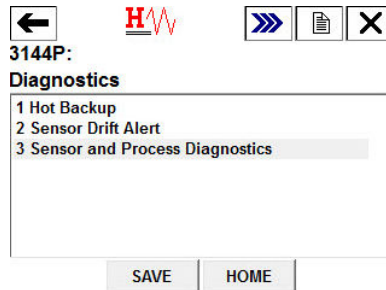 H
3144P:
Diagnostics
1 Hot Backup
2 Sensor Drift Alert
3 Sensor and Process Diagnostics
SAVE HOME